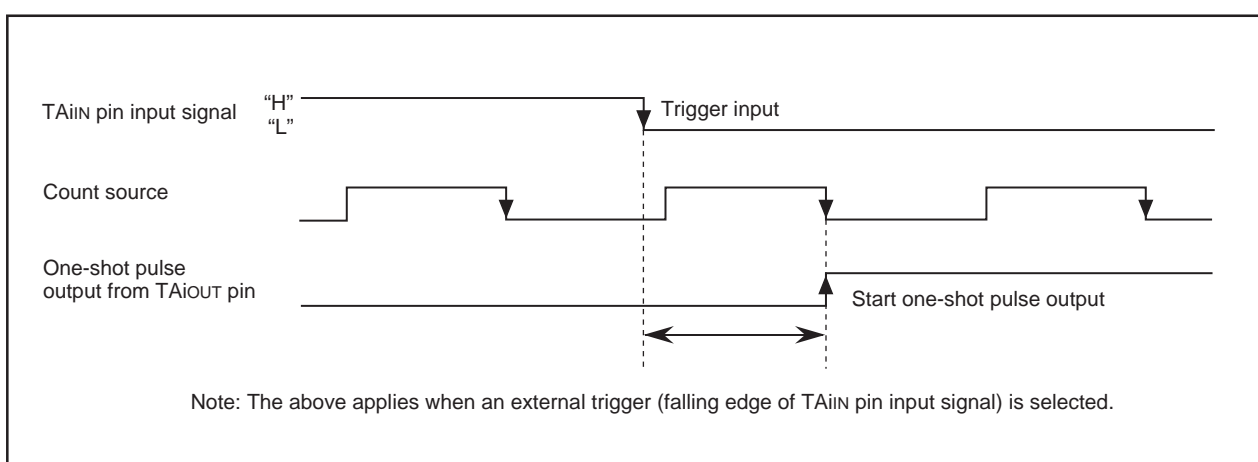 TAiIN pin input signal
“H”
“L”
Trigger input
Count source
One-shot pulse
output from TAiOUT pin
Start one-shot pulse output
Note: The above applies when an external trigger (falling edge of TAiIN pin input signal) is selected.